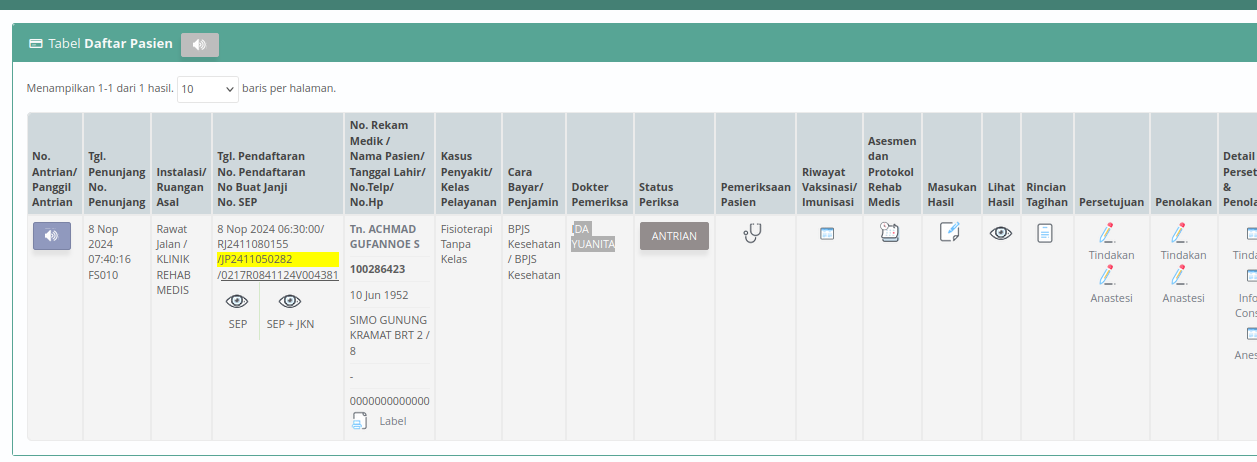 Tabel Daftar Pasien
Menampilkan 1-1 dari 1 hasil. 10 baris per halaman.
No. Antrian/ Panggil Antrian
Tgl. Penunjang No. Penunjang
Instalasi/ Ruangan Asal
Tgl. Pendaftaran No. Pendaftaran No Buat Janji No. SEP
No. Rekam Medik / Nama Pasien/ Tanggal Lahir/ No.Telp/ No.Hp
Kasus Penyakit/ Kelas Pelayanan
Cara Bayar/ Penjamin
Dokter Pemeriksa
Status Periksa
Pemeriksaan Pasien
Riwayat Vaksinasi/ Imunisasi
Asesmen dan Protokol Rehab Medis
Masukan Hasil
Lihat Hasil
Rincian Tagihan
Persetujuan
Penolakan
Detail
&
8 Nop
2024
07:40:16
FS010
Rawat
Jalan /
KLINIK
REHAB
MEDIS
8 Nop 2024 06:30:00/
RJ2411080155
/JP2411050282
/0217R0841124V004381
SEP
SEP + JKN
Tn. ACHMAD
GUFANNOE S
100286423
10 Jun 1952
SIMO GUNUNG
KRAMAT BRT 2 /
8
-
0000000000000
Label
Fisioterapi
Tanpa
Kelas
BPJS
Kesehatan
/ BPJS
Kesehatan
IDA
YUANITA
ANTRIAN
Tindakan
Anastesi
Tindakan
Anastesi